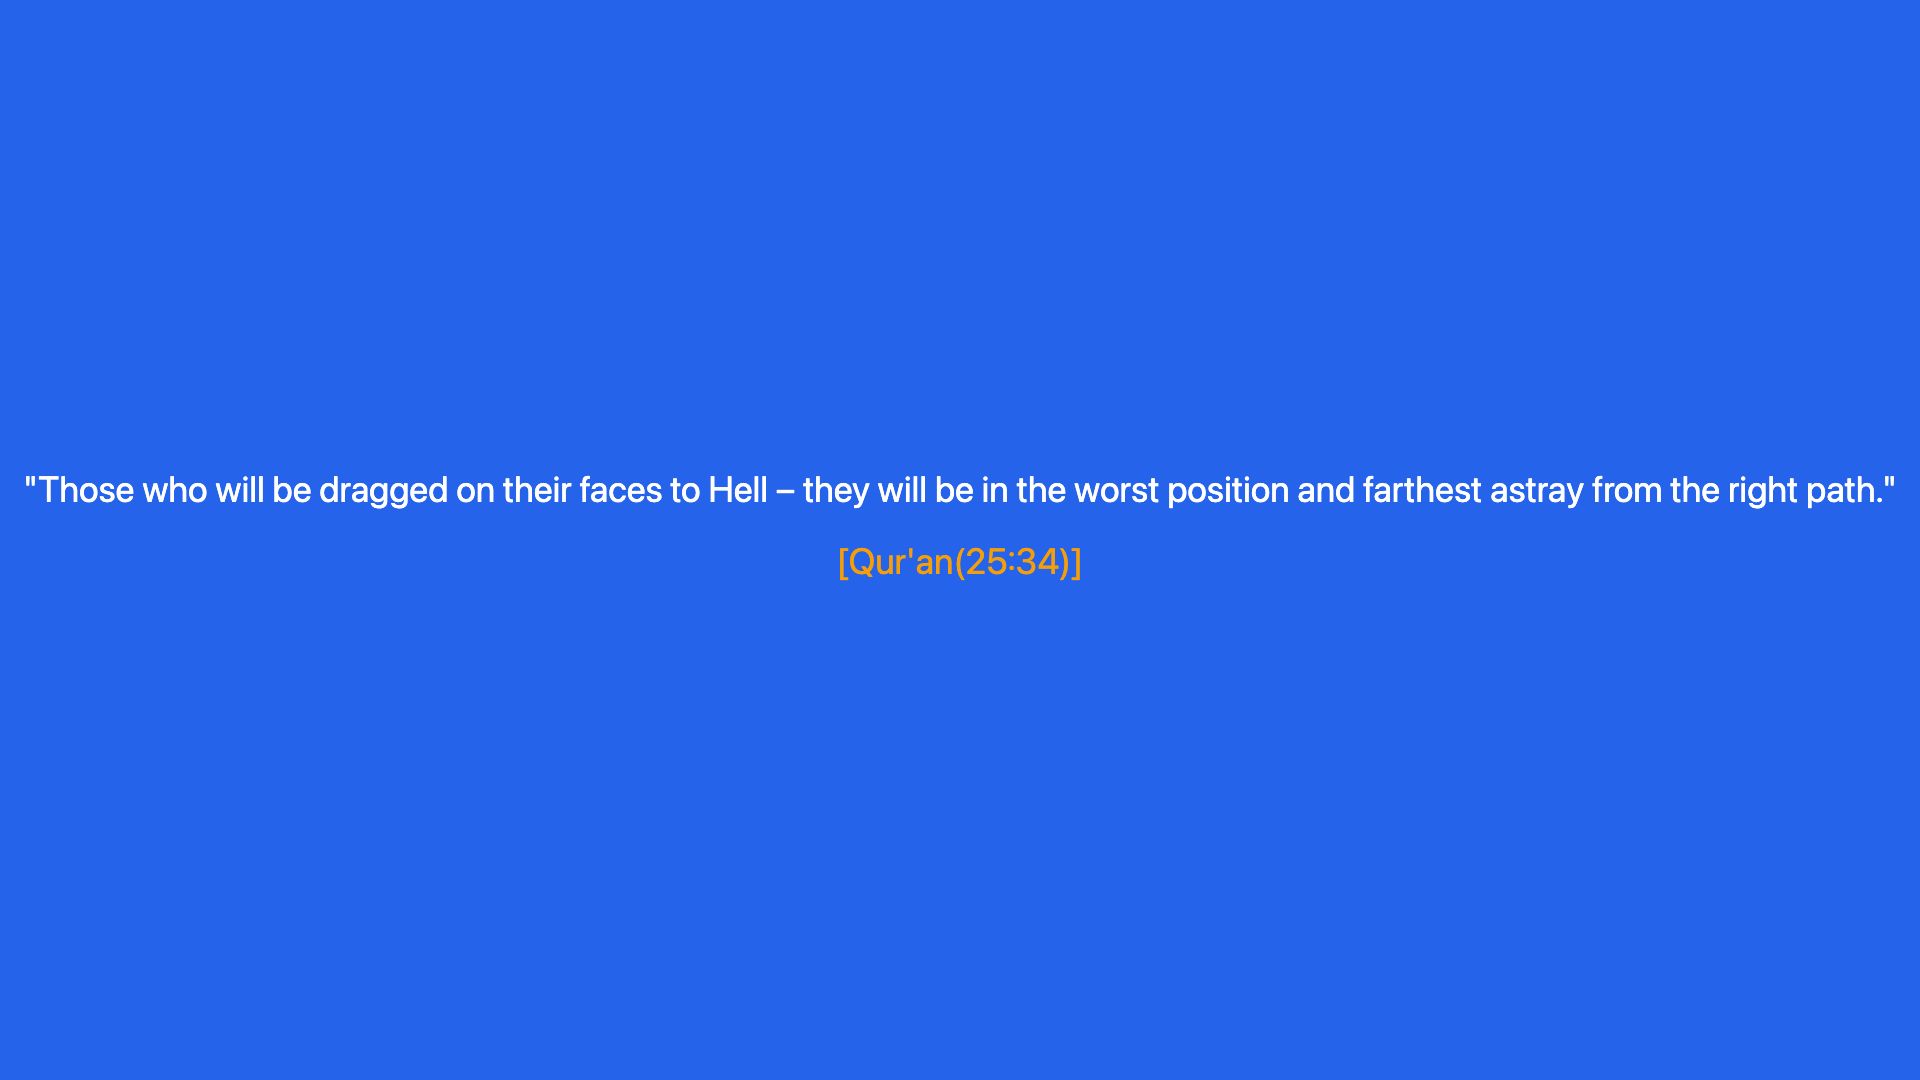 "Those who will be dragged on their faces to Hell – they will be in the worst position and farthest astray from the right path."
[Qur'an(25:34)]